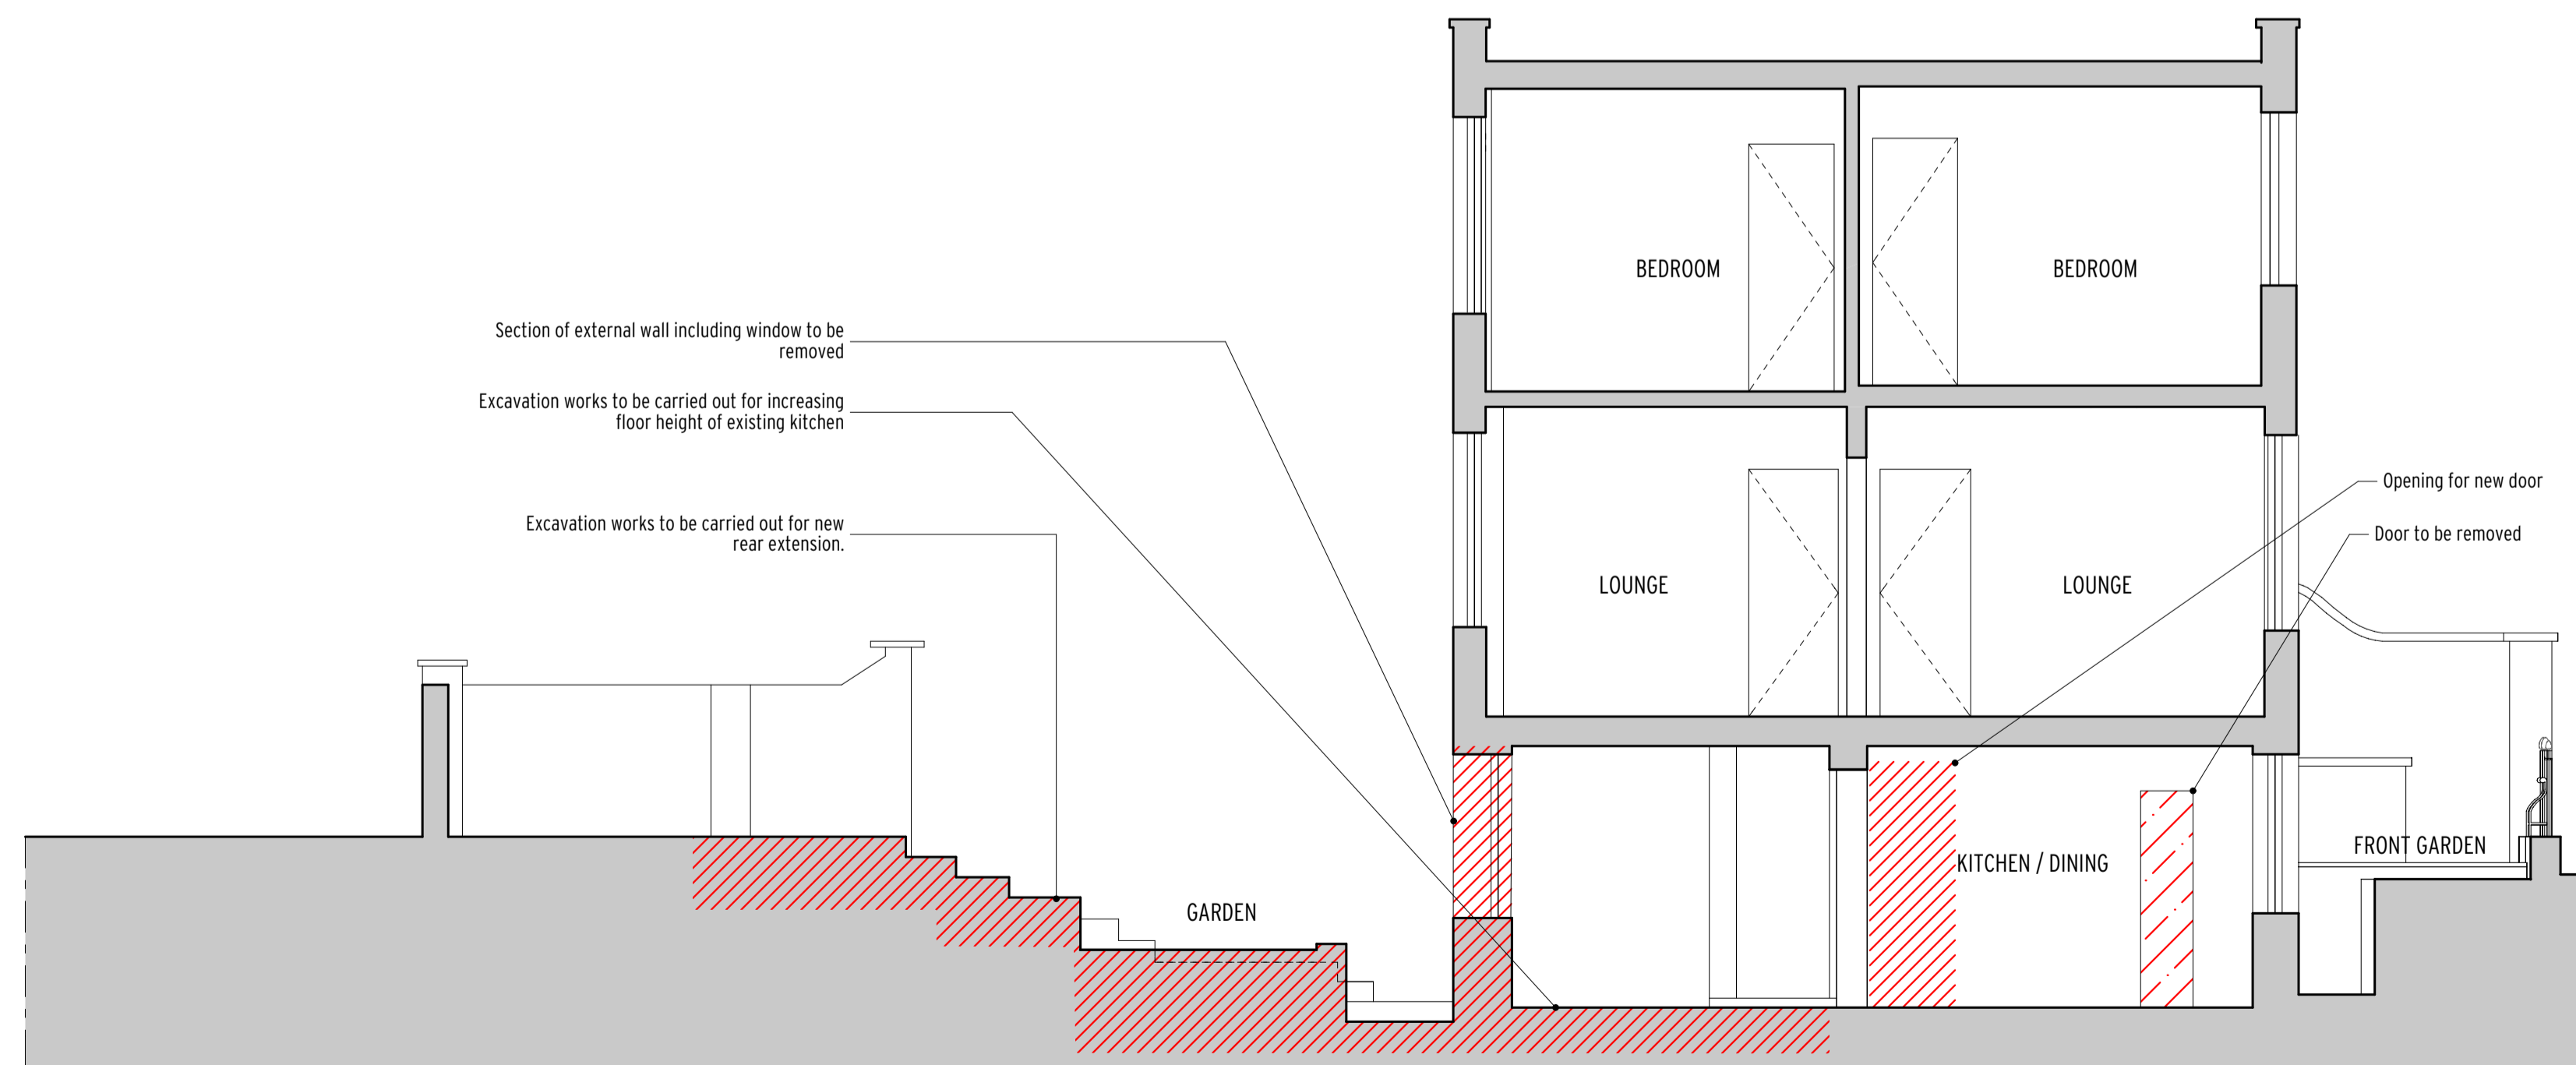 BEDROOM
BEDROOM
Section of external wall including window to be
removed
Excavation works to be carried out for increasing
floor height of existing kitchen
Opening for new door
Excavation works to be carried out for new
rear extension.
Door to be removed
LOUNGE
LOUNGE
FRONT GARDEN
KITCHEN / DINING
GARDEN